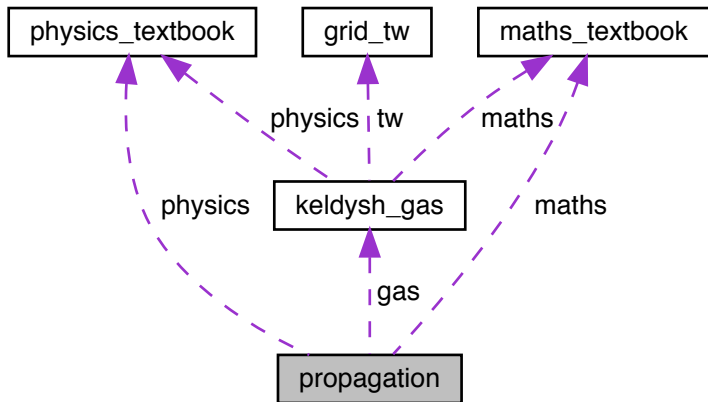 physics_textbook
grid_tw
maths_textbook
physics
tw
maths
keldysh_gas
physics
maths
gas
propagation